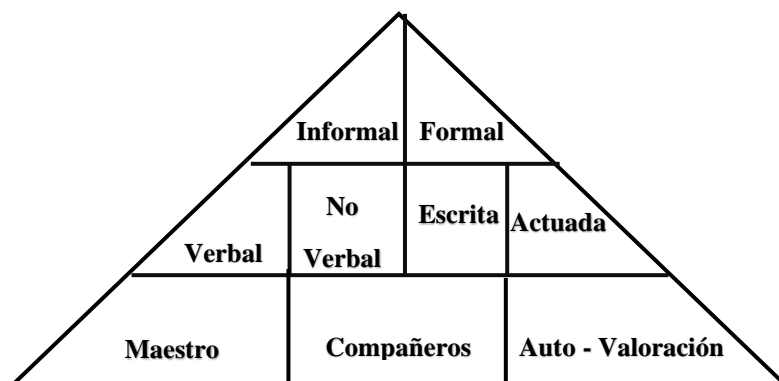 Informal Formal
No
Escrita Actuada
Verbal Verbal
Maestro Compañeros Auto - Valoración